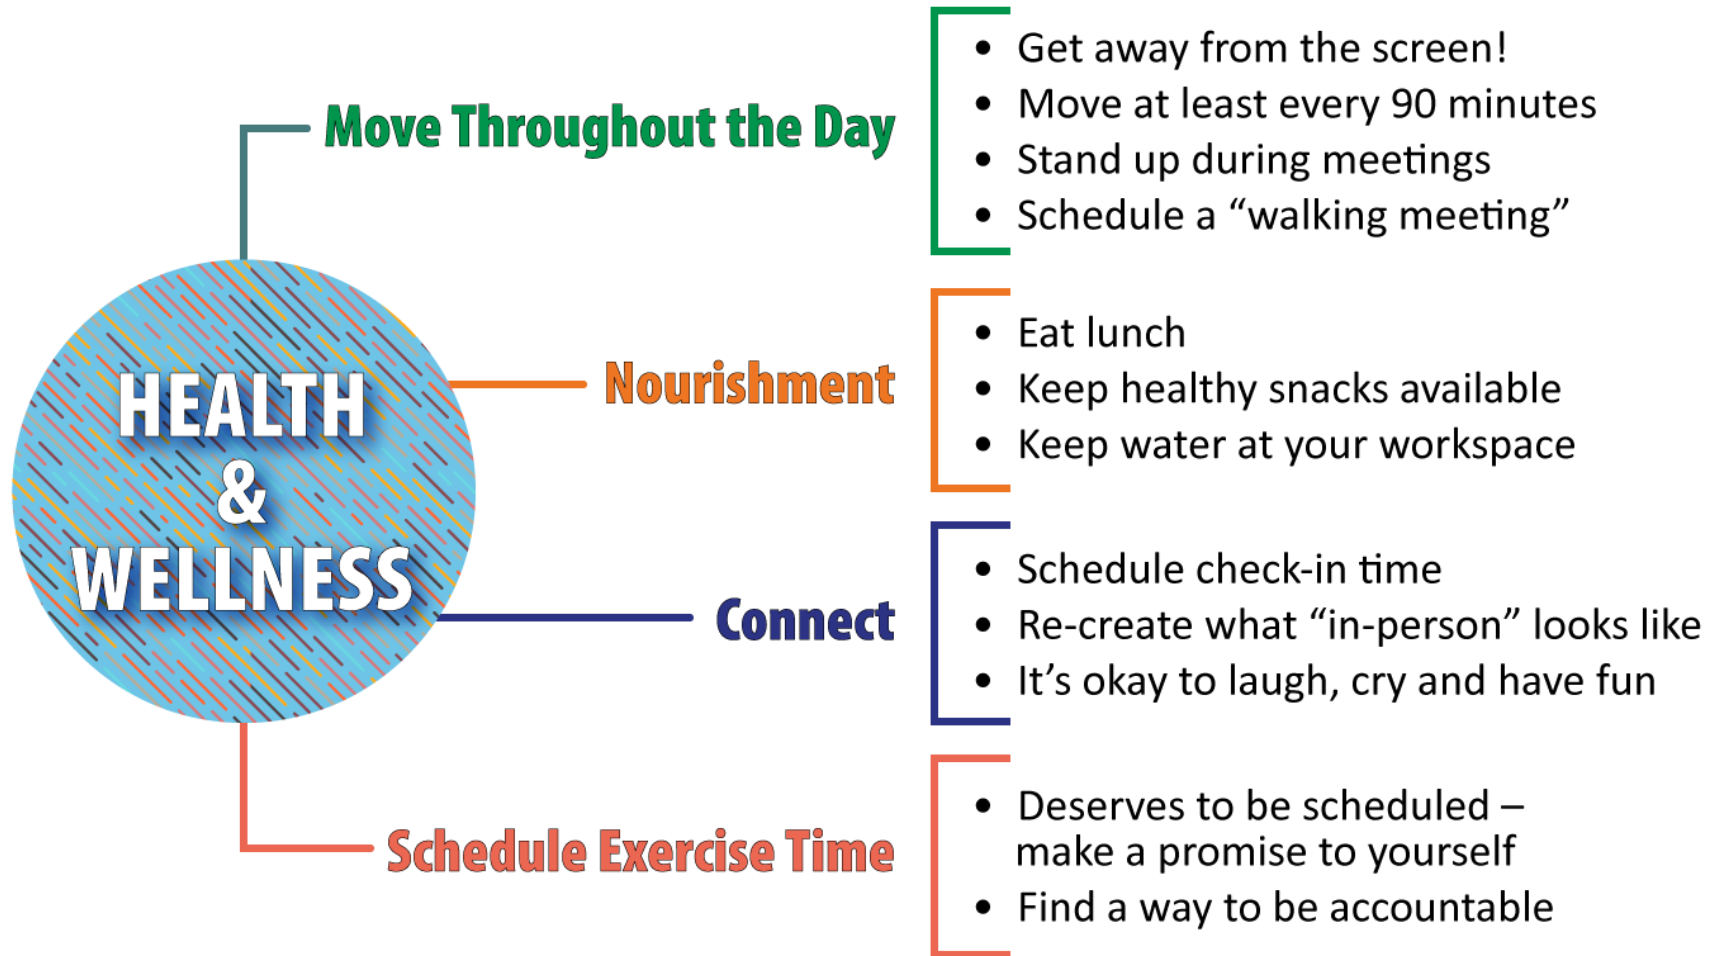 HEALTH
&
WELLNESS
Move Throughout the Day
• Get away from the screen!
• Move at least every 90 minutes
• Stand up during meetings
• Schedule a “walking meeting”
Nourishment
• Eat lunch
• Keep healthy snacks available
• Keep water at your workspace
Connect
• Schedule check-in time
• Re-create what “in-person” looks like
• It’s okay to laugh, cry and have fun
Schedule Exercise Time
• Deserves to be scheduled –
make a promise to yourself
• Find a way to be accountable